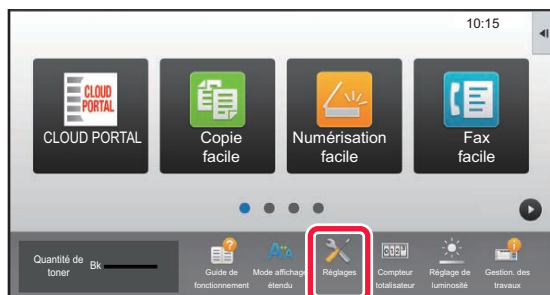 10:15
CLOUD
PORTAL
CLOUD PORTAL
Copie
facile
Numérisation
facile
Fax
facile
Quantité de
toner
Bk
Guide de
fonctionnement
Mode affichage
étendu
Réglages
Compteur
totalisateur
Réglage de
luminosité
Gestion. des
travaux